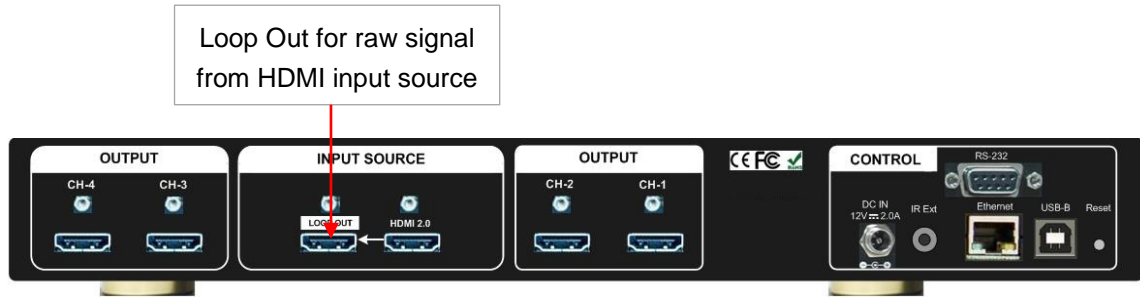 Loop Out for raw signal
from HDMI input source
OUTPUT
CH-4 CH-3
INPUT SOURCE
LOOP OUT HDMI 2.0
OUTPUT
CH-2 CH-1
CE FC
CONTROL
RS-232
DC IN
12V 2.0A
IR Ext
Ethernet
USB-B
Reset